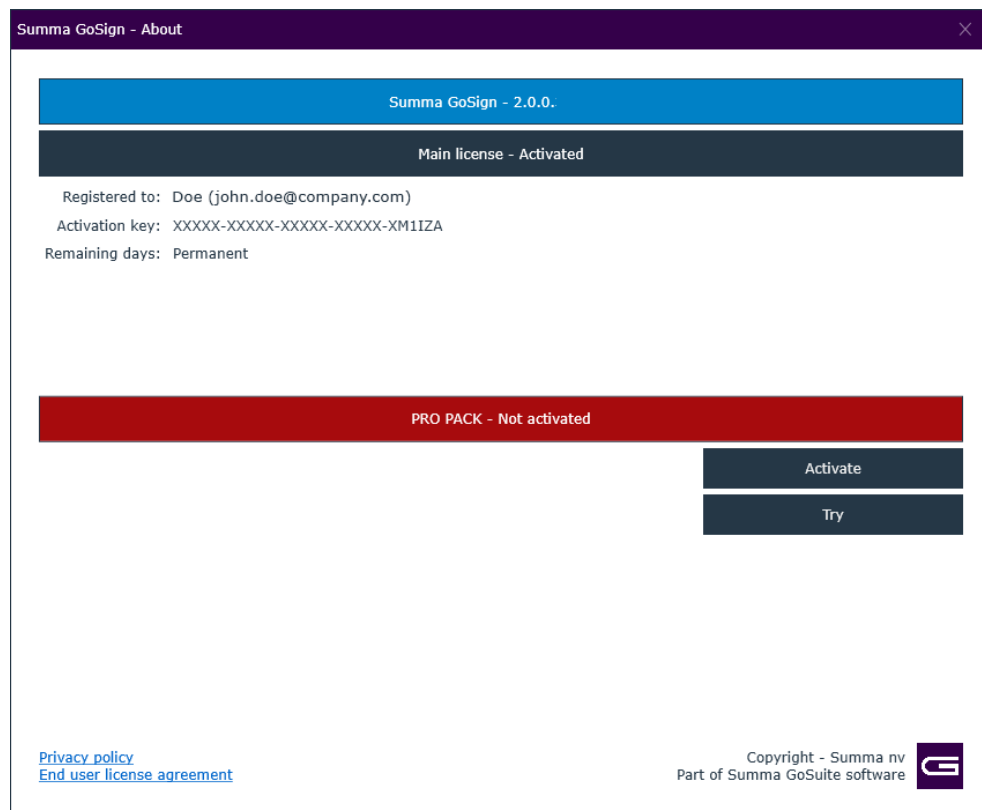 Summa GoSign - About
Summa GoSign - 2.0.0.
Main license - Activated
Registered to: Doe (john.doe@company.com)
Activation key: XXXXX-XXXXX-XXXXX-XXXXX-XM1IZA
Remaining days: Permanent
PRO PACK - Not activated
Activate
Try
Privacy policy
End user license agreement
Copyright - Summa nv
Part of Summa GoSuite software